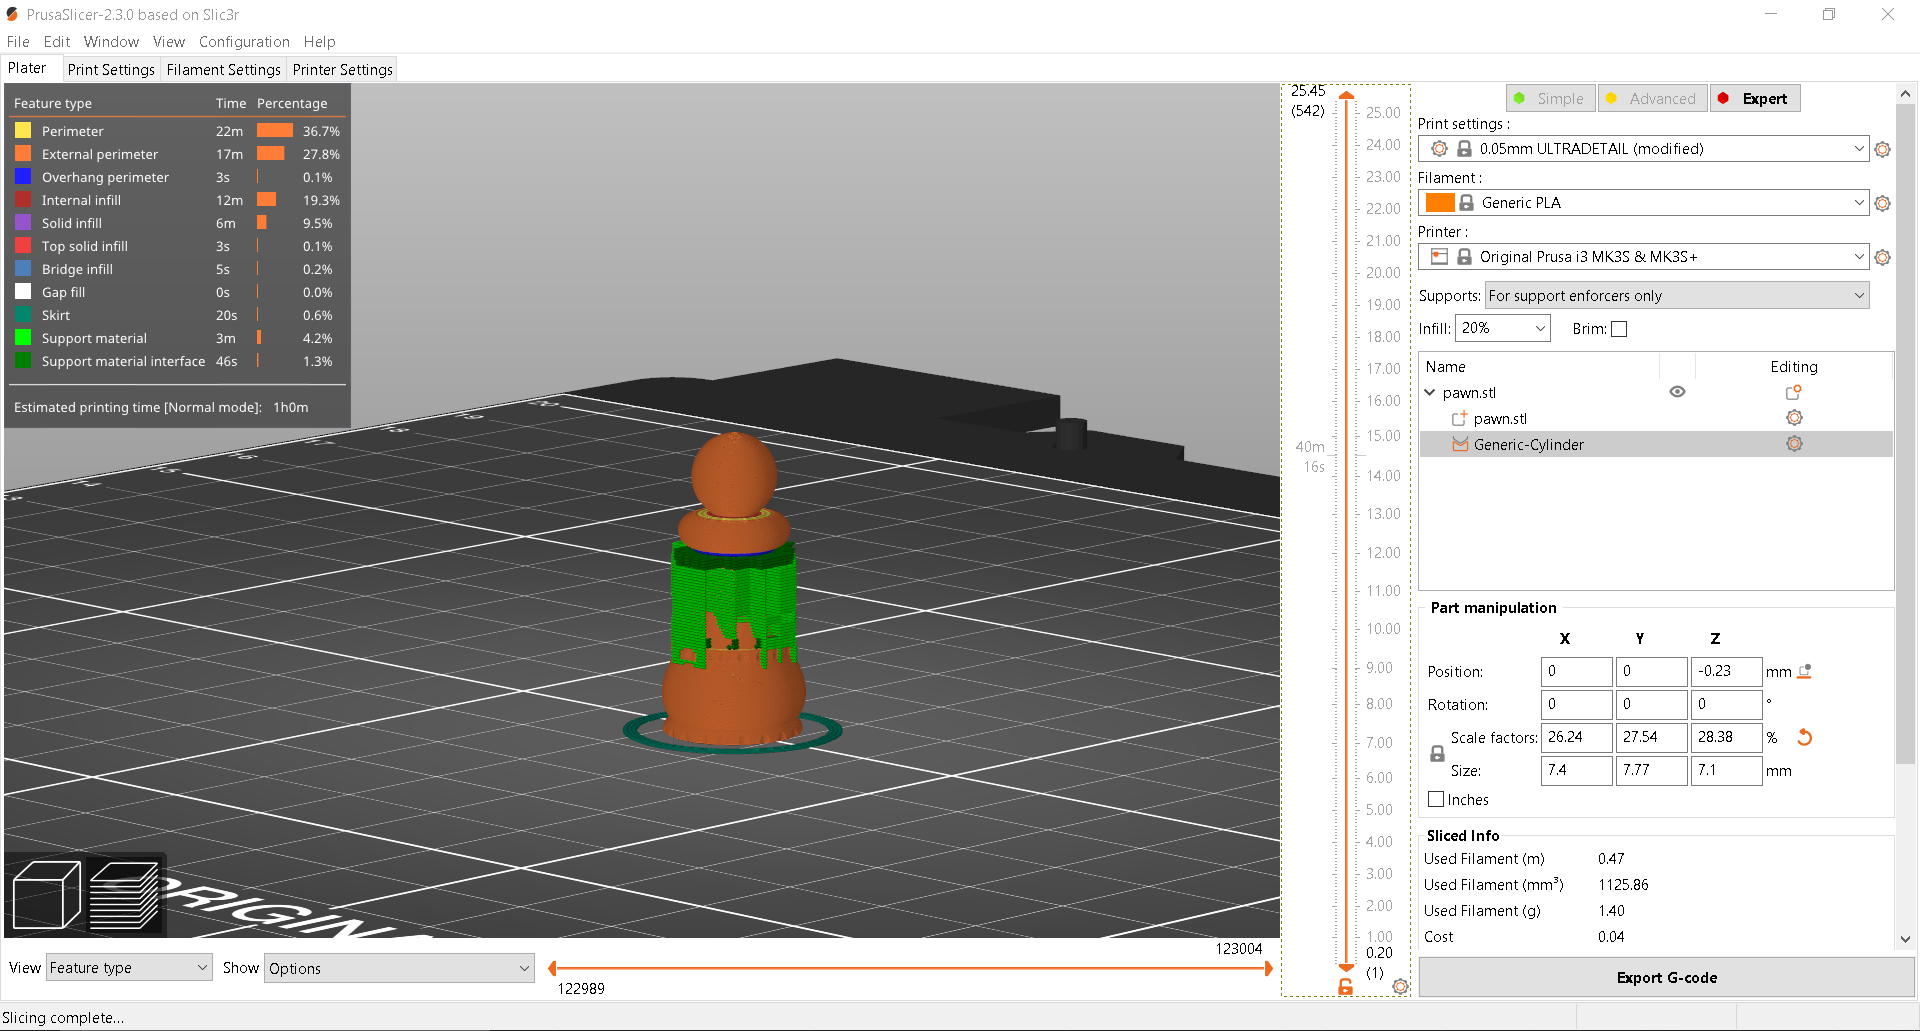 PrusaSlicer-2.3.0 based on Slic3r
File Edit Window View Configuration Help
Plater Print Settings Filament Settings Printer Settings
Feature type Time Percentage
Perimeter 22m 36.7%
External perimeter 17m 27.8%
Overhang perimeter 3s 0.1%
Internal infill 12m 19.3%
Solid infill 6m 9.5%
Top solid infill 3s 0.1%
Bridge infill 5s 0.2%
Gap fill 0s 0.0%
Skirt 20s 0.6%
Support material 3m 4.2%
Support material interface 46s 1.3%
Estimated printing time [Normal mode]: 1h0m
20
19
18
17
16
15
14
13
ORIGINA
View Feature type Show Options
123004
122989
25.45
(542)
25.00
24.00
23.00
22.00
21.00
20.00
19.00
18.00
17.00
16.00
15.00
40m
16s
14.00
13.00
12.00
11.00
10.00
9.00
8.00
7.00
6.00
5.00
4.00
3.00
2.00
1.00
0.20
(1)
Simple Advanced Expert
Print settings :
0.05mm ULTRADETAIL (modified)
Filament :
Generic PLA
Printer :
Original Prusa i3 MK3S & MK3S+
Supports: For support enforcers only
Infill: 20% Brim:
Name Editing
pawn.stl
pawn.stl
Generic-Cylinder
Part manipulation
X Y Z
Position: 0 0 -0.23 mm
Rotation: 0 0 0 °
Scale factors: 26.24 27.54 28.38 %
Size: 7.4 7.77 7.1 mm
Inches
Sliced Info
Used Filament (m) 0.47
Used Filament (mm³) 1125.86
Used Filament (g) 1.40
Cost 0.04
Export G-code
Slicing complete...